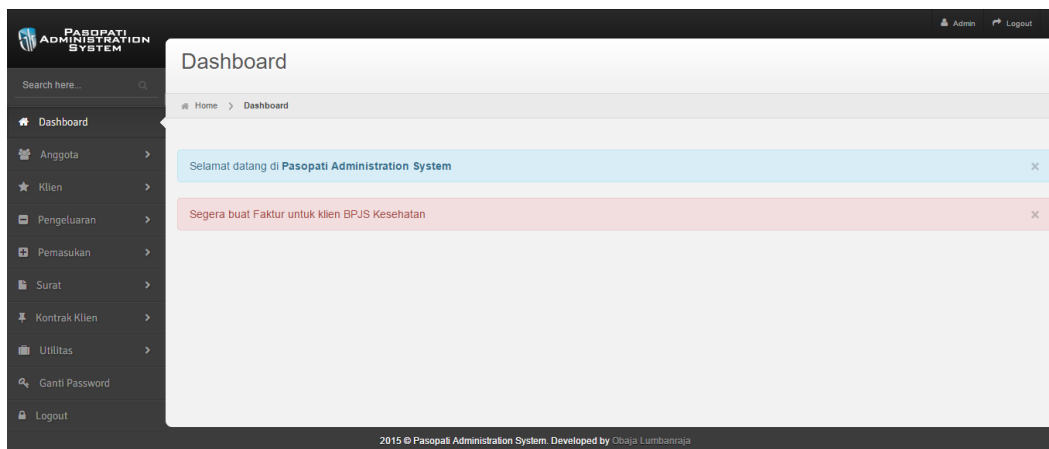 PASOPATI
ADMINISTRATION
SYSTEM
Admin
Logout
Search here...
Dashboard
Home > Dashboard
Dashboard
Anggota
Klien
Pengeluaran
Pemasukan
Surat
Kontrak Klien
Utilitas
Ganti Password
Logout
Selamat datang di Pasopati Administration System
×
Segera buat Faktur untuk klien BPJS Kesehatan
×
2015 © Pasopati Administration System. Developed by Obaja Lumbanraja